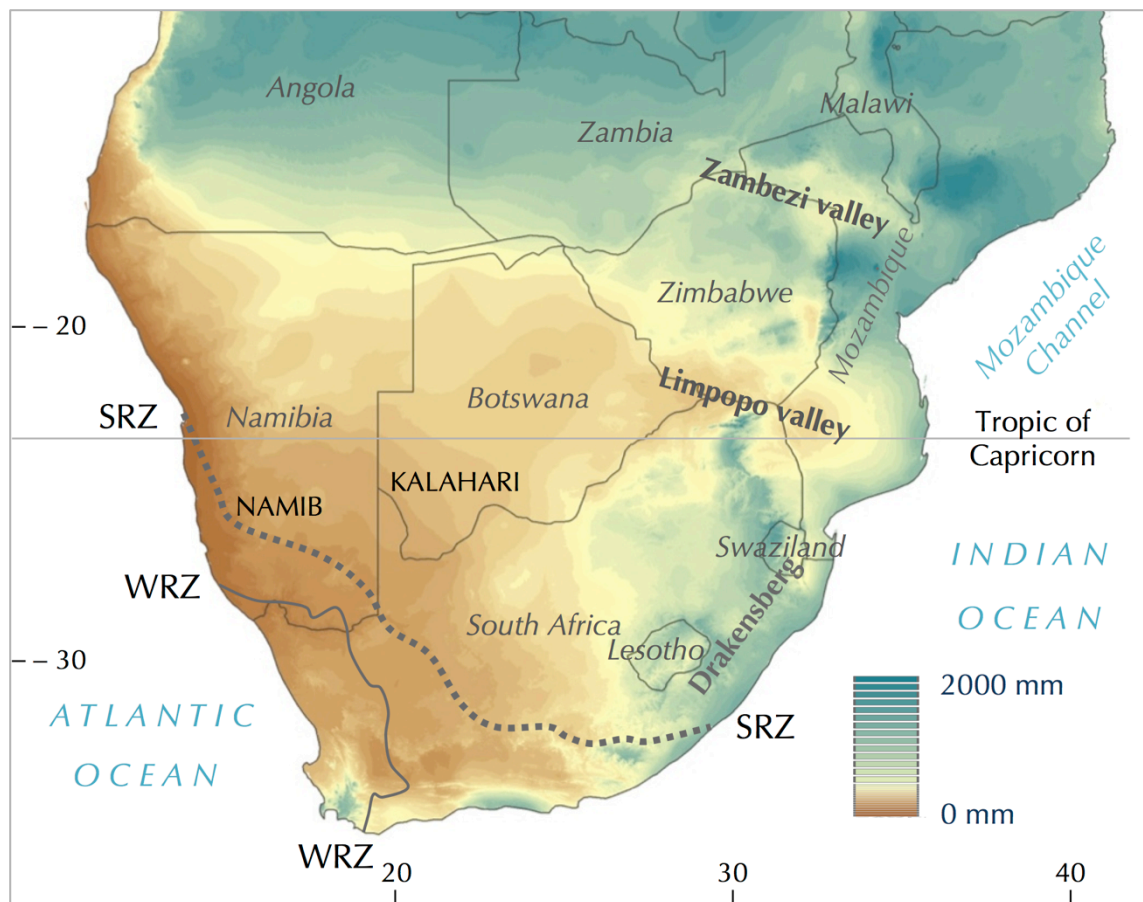 Angola
Malawi
Zambia
Zambezi valley
Mozambique
Channel
Zimbabwe
Mozambique
-- 20
Limpopo valley
Botswana
SRZ
Namibia
Tropic of
Capricorn
KALAHARI
NAMIB
Swaziland
INDIAN
OCEAN
WRZ
South Africa
Lesotho
Drakensberg
-- 30
2000 mm
ATLANTIC
OCEAN
SRZ
0 mm
WRZ
20
30
40